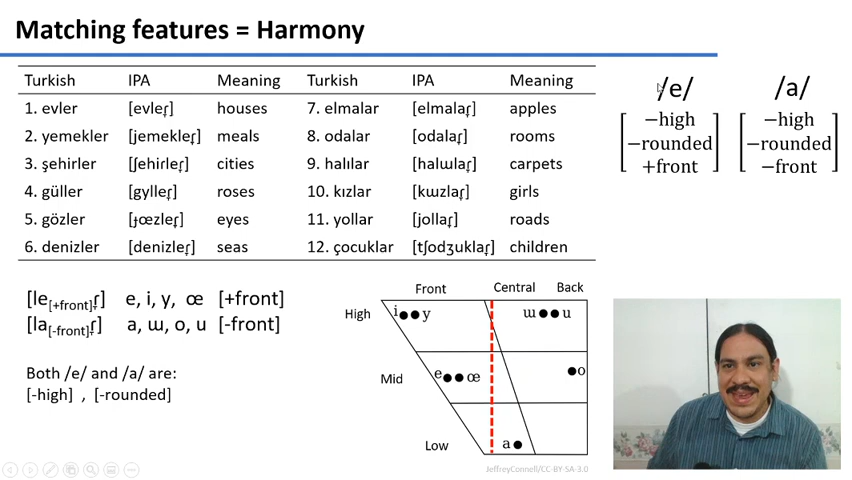 Matching features = Harmony
Turkish IPA Meaning Turkish IPA Meaning
1. evler [evleɾ̞] houses 7. elmalar [elmalaɾ̞] apples
2. yemekler [jemekleɾ̞] meals 8. odalar [odalaɾ̞] rooms
3. şehirler [ʃehirleɾ̞] cities 9. halılar [halɯlaɾ̞] carpets
4. güller [gylleɾ̞] roses 10. kızlar [kɯzlaɾ̞] girls
5. gözler [ɟœzleɾ̞] eyes 11. yollar [jollaɾ̞] roads
6. denizler [denizleɾ̞] seas 12. çocuklar [tʃodʒuklaɾ̞] children
/e/ /a/
−high −high
−rounded −rounded
+front −front
[le[+front]ɾ̞] e, i, y, œ [+front]
[la[-front]ɾ̞] a, ɯ, o, u [-front]
Both /e/ and /a/ are:
[-high] , [-rounded]
Front Central Back
High i y ɯ u
Mid e œ o
Low a
JeffreyConnell/CC-BY-SA-3.0